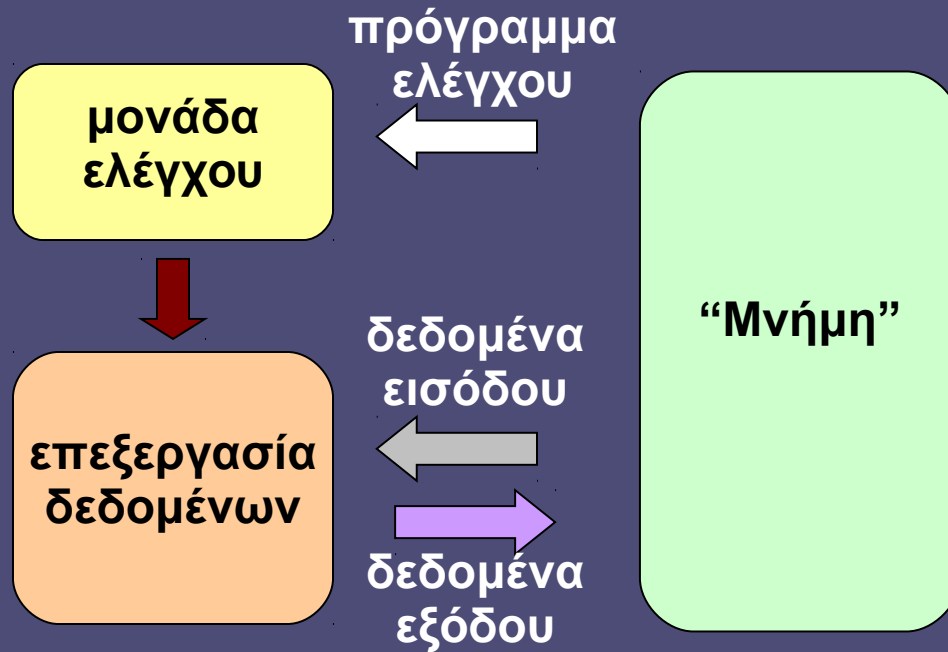 πρόγραμμα
ελέγχου
μονάδα
ελέγχου
“Μνήμη”
δεδομένα
εισόδου
επεξεργασία
δεδομένων
δεδομένα
εξόδου